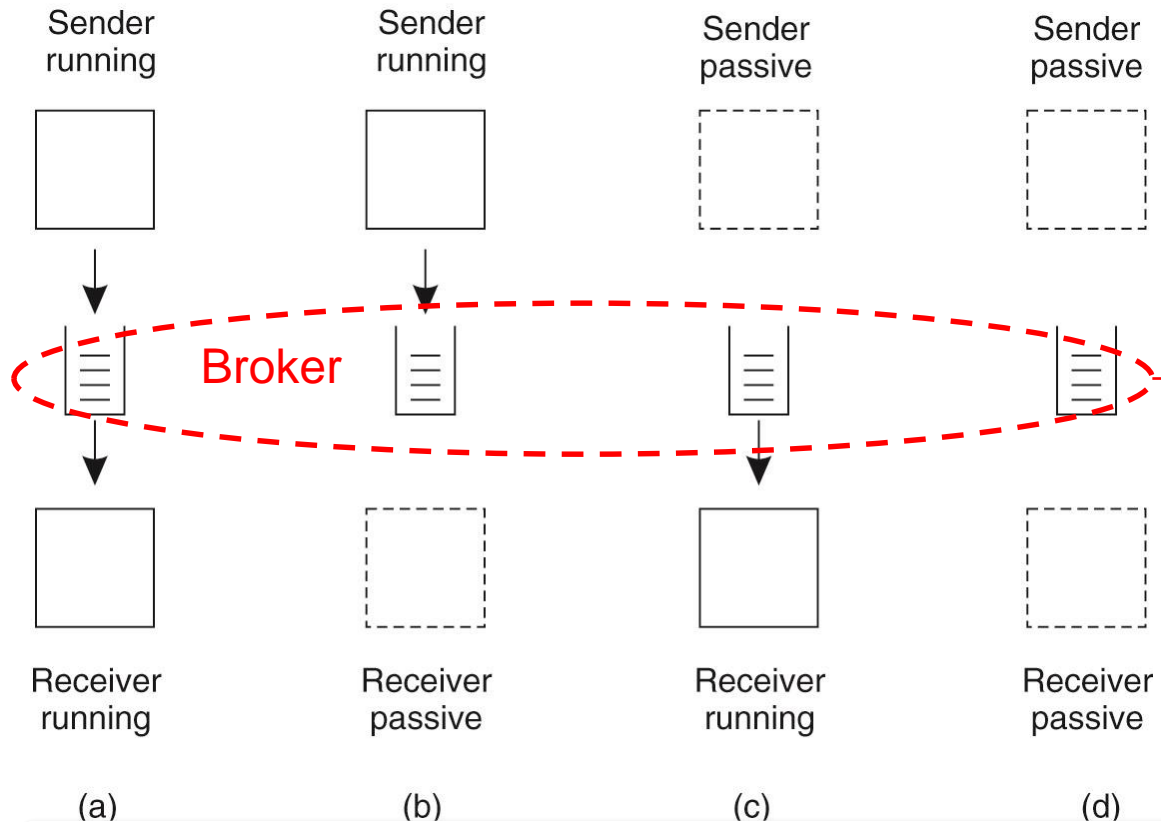 Sender
running
Sender
running
Sender
passive
Sender
passive
Broker
Receiver
running
Receiver
passive
Receiver
running
Receiver
passive
(a)
(b)
(c)
(d)